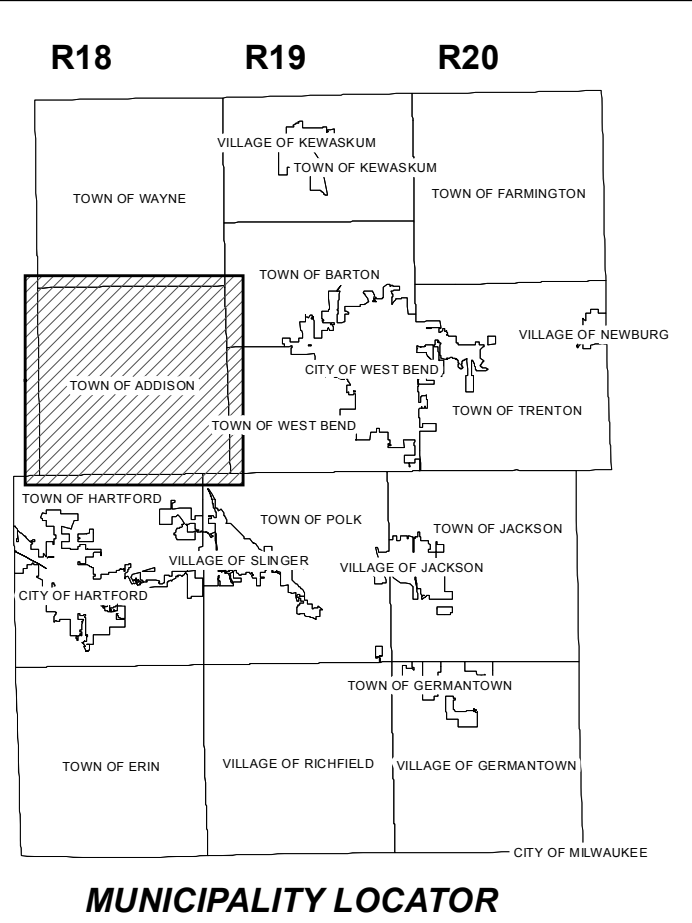 R18 R19 R20
VILLAGE OF KEWASKUM
TOWN OF KEWASKUM
TOWN OF WAYNE
TOWN OF FARMINGTON
TOWN OF BARTON
VILLAGE OF NEWBURG
CITY OF WEST BEND
TOWN OF ADDISON
TOWN OF TRENTON
TOWN OF WEST BEND
TOWN OF HARTFORD
TOWN OF POLK
TOWN OF JACKSON
VILLAGE OF SLINGER
VILLAGE OF JACKSON
CITY OF HARTFORD
TOWN OF GERMANTOWN
TOWN OF ERIN
VILLAGE OF RICHFIELD
VILLAGE OF GERMANTOWN
CITY OF MILWAUKEE
MUNICIPALITY LOCATOR